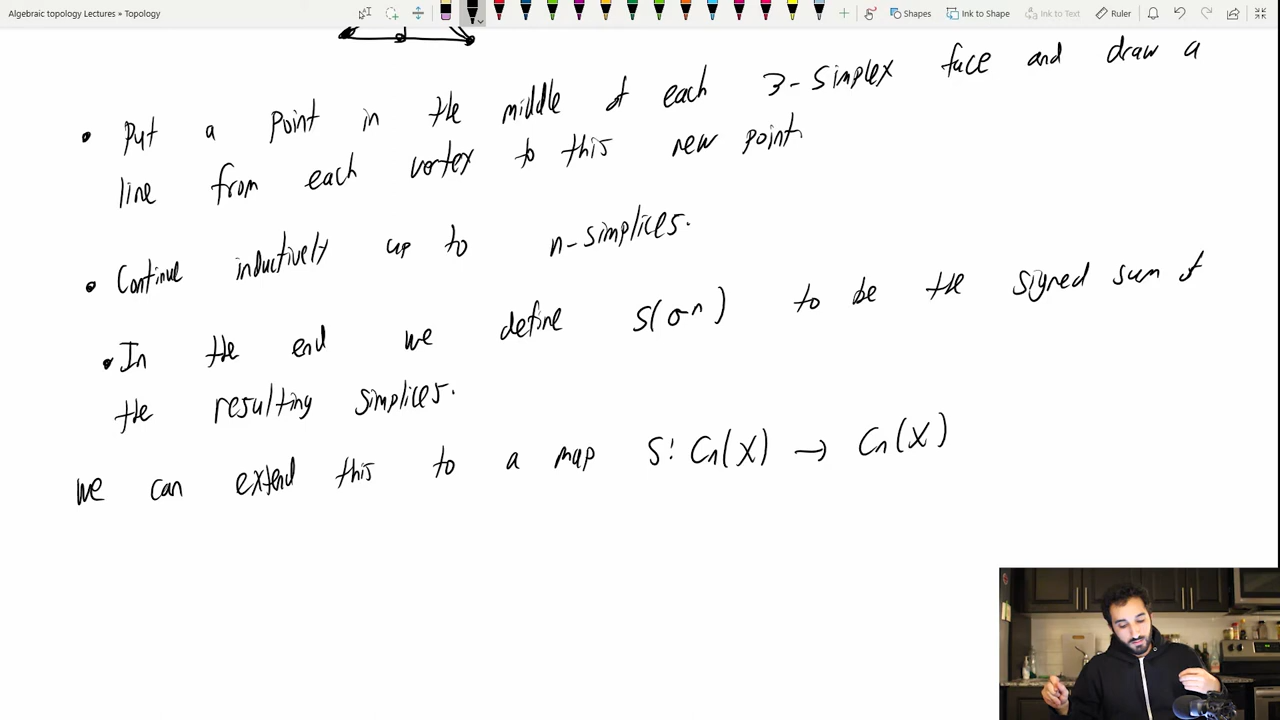 Algebraic topology Lectures » Topology
Shapes
Ink to Shape
Ink to Text
Ruler
• Put a point in the middle of each 3-simplex face and draw a
line from each vertex to this new point
• Continue inductively up to n-simplices.
• In the end we define S(σn) to be the signed sum of
the resulting simplices.
We can extend this to a map S: Cn(X) → Cn(X)